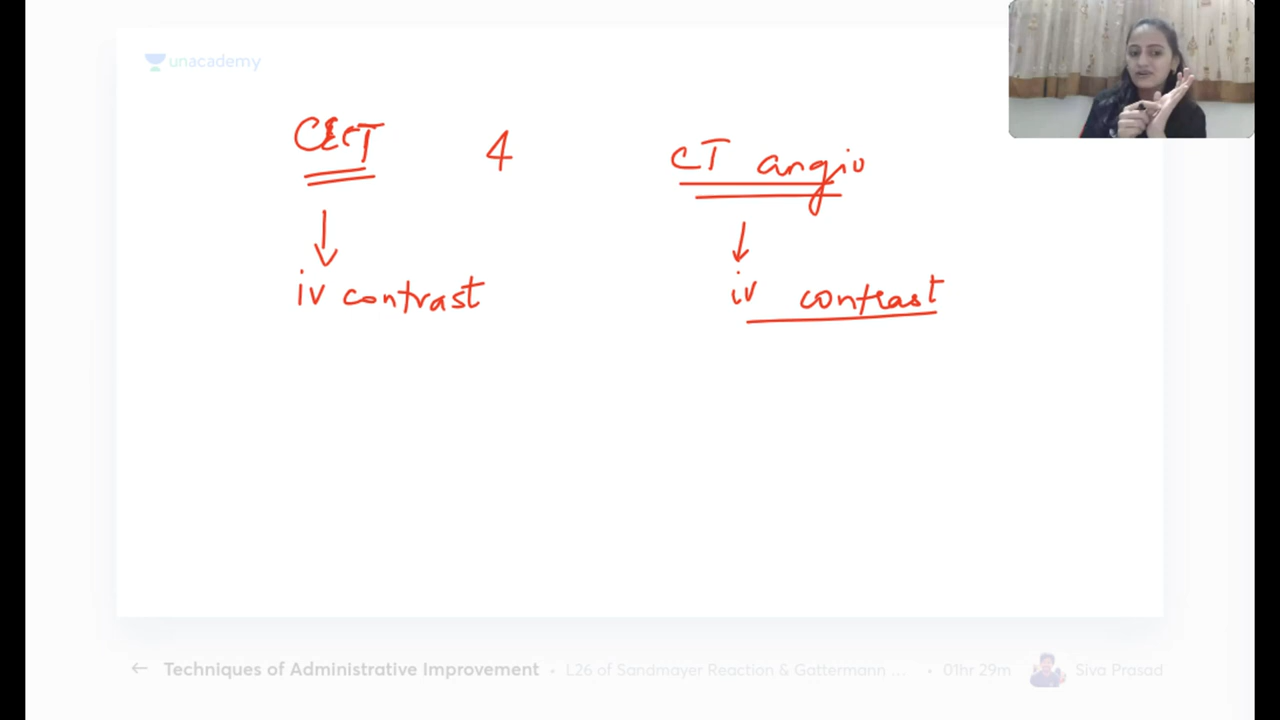 unacademy
CECT 4 CT angio
iv contrast iv contrast
Techniques of Administrative Improvement • L26 of Sandmayer Reaction & Gattermann ... • 01hr 29m Siva Prasad